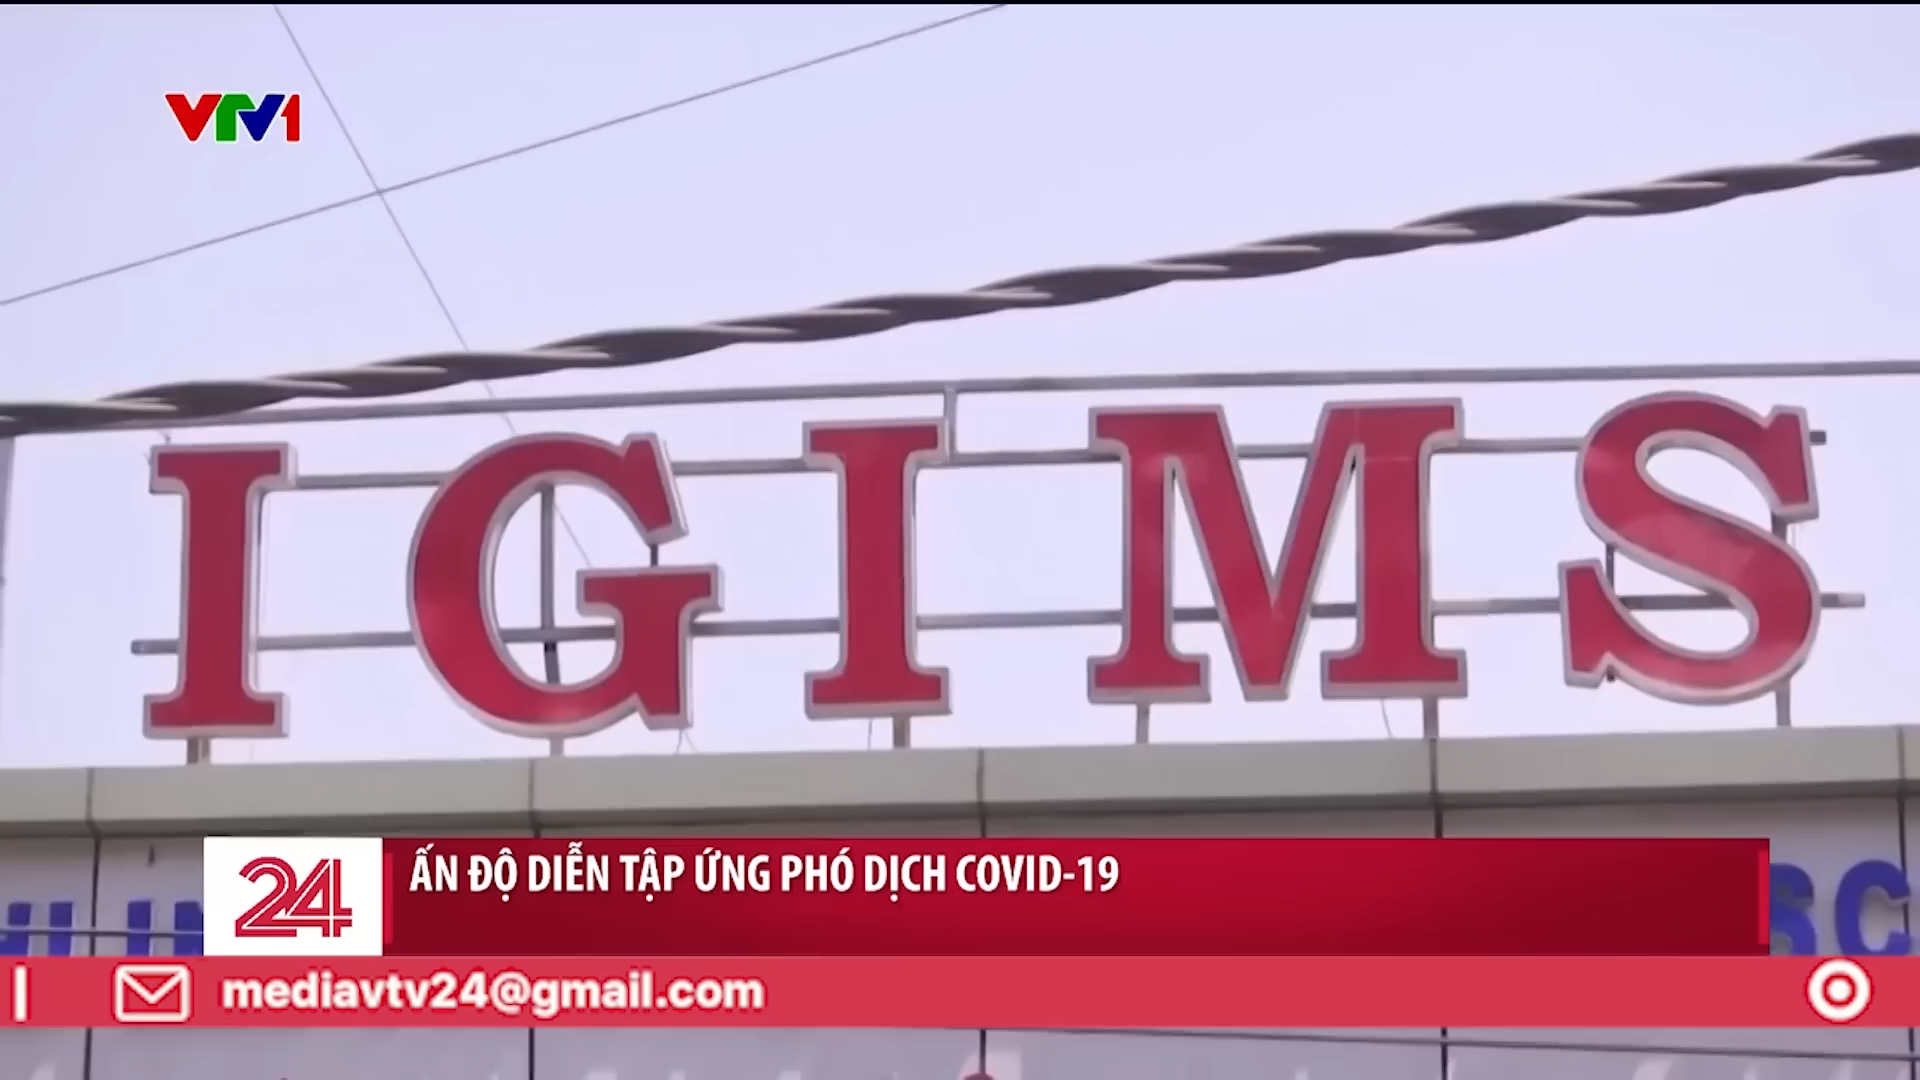 VTV1
IGIMS
24
ẤN ĐỘ DIỄN TẬP ỨNG PHÓ DỊCH COVID-19
mediavtv24@gmail.com